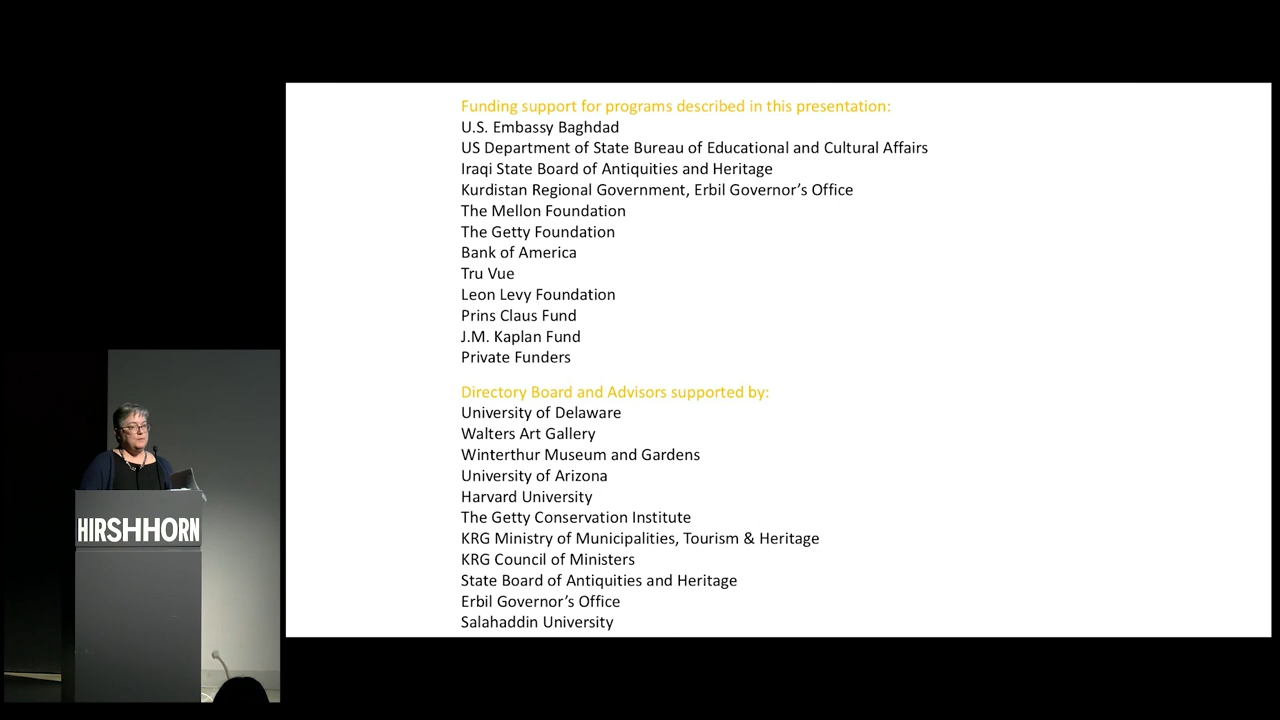 Funding support for programs described in this presentation:
U.S. Embassy Baghdad
US Department of State Bureau of Educational and Cultural Affairs
Iraqi State Board of Antiquities and Heritage
Kurdistan Regional Government, Erbil Governor’s Office
The Mellon Foundation
The Getty Foundation
Bank of America
Tru Vue
Leon Levy Foundation
Prins Claus Fund
J.M. Kaplan Fund
Private Funders
Directory Board and Advisors supported by:
University of Delaware
Walters Art Gallery
Winterthur Museum and Gardens
University of Arizona
Harvard University
The Getty Conservation Institute
KRG Ministry of Municipalities, Tourism & Heritage
KRG Council of Ministers
State Board of Antiquities and Heritage
Erbil Governor’s Office
Salahaddin University
HIRSHHORN